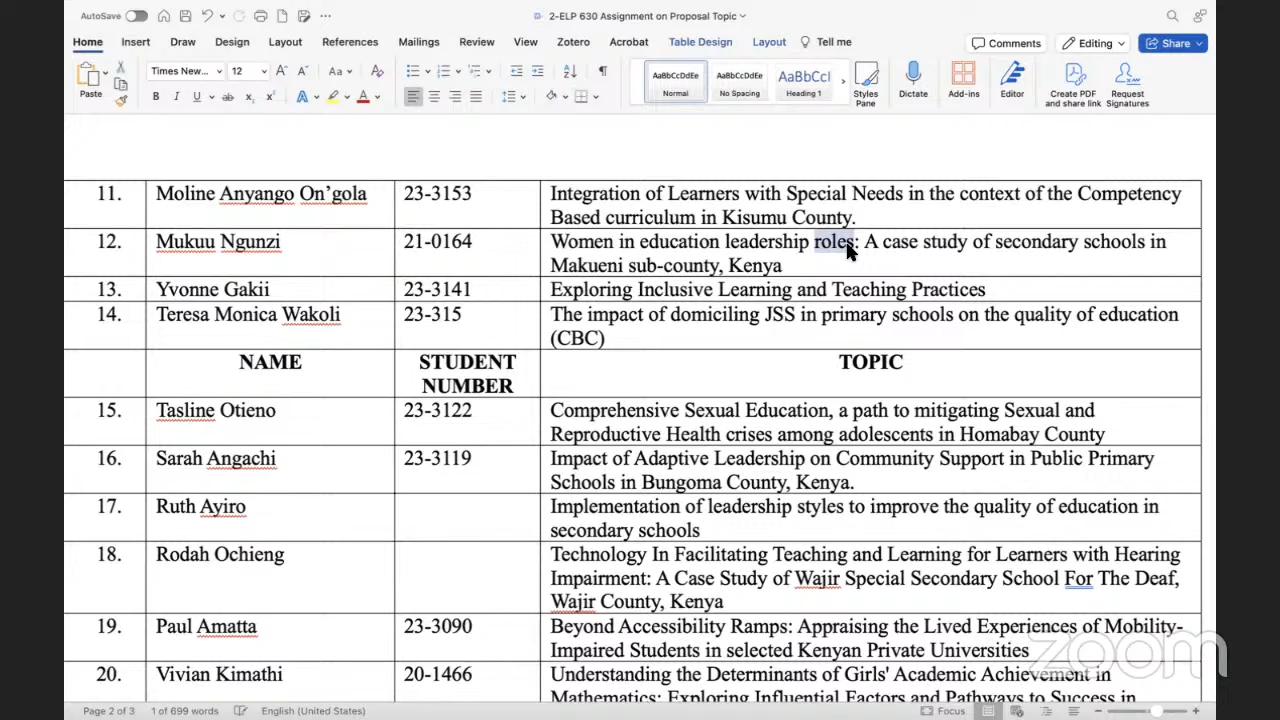 AutoSave
2-ELP 630 Assignment on Proposal Topic
Home Insert Draw Design Layout References Mailings Review View Zotero Acrobat Table Design Layout Tell me
Comments Editing Share
Paste
Times New... 12
AaBbCcDdEe Normal
AaBbCcDdEe No Spacing
AaBbCcI Heading 1
Styles Pane
Dictate
Add-ins
Editor
Create PDF and share link
Request Signatures
11. Moline Anyango On’gola 23-3153 Integration of Learners with Special Needs in the context of the Competency
Based curriculum in Kisumu County.
12. Mukuu Ngunzi 21-0164 Women in education leadership roles: A case study of secondary schools in
Makueni sub-county, Kenya
13. Yvonne Gakii 23-3141 Exploring Inclusive Learning and Teaching Practices
14. Teresa Monica Wakoli 23-315 The impact of domiciling JSS in primary schools on the quality of education
(CBC)
NAME STUDENT NUMBER TOPIC
15. Tasline Otieno 23-3122 Comprehensive Sexual Education, a path to mitigating Sexual and
Reproductive Health crises among adolescents in Homabay County
16. Sarah Angachi 23-3119 Impact of Adaptive Leadership on Community Support in Public Primary
Schools in Bungoma County, Kenya.
17. Ruth Ayiro Implementation of leadership styles to improve the quality of education in
secondary schools
18. Rodah Ochieng Technology In Facilitating Teaching and Learning for Learners with Hearing
Impairment: A Case Study of Wajir Special Secondary School For The Deaf,
Wajir County, Kenya
19. Paul Amatta 23-3090 Beyond Accessibility Ramps: Appraising the Lived Experiences of Mobility-
Impaired Students in selected Kenyan Private Universities
20. Vivian Kimathi 20-1466 Understanding the Determinants of Girls' Academic Achievement in
Mathematics: Exploring Influential Factors and Pathways to Success in
zoom
Page 2 of 3 1 of 699 words English (United States) Focus